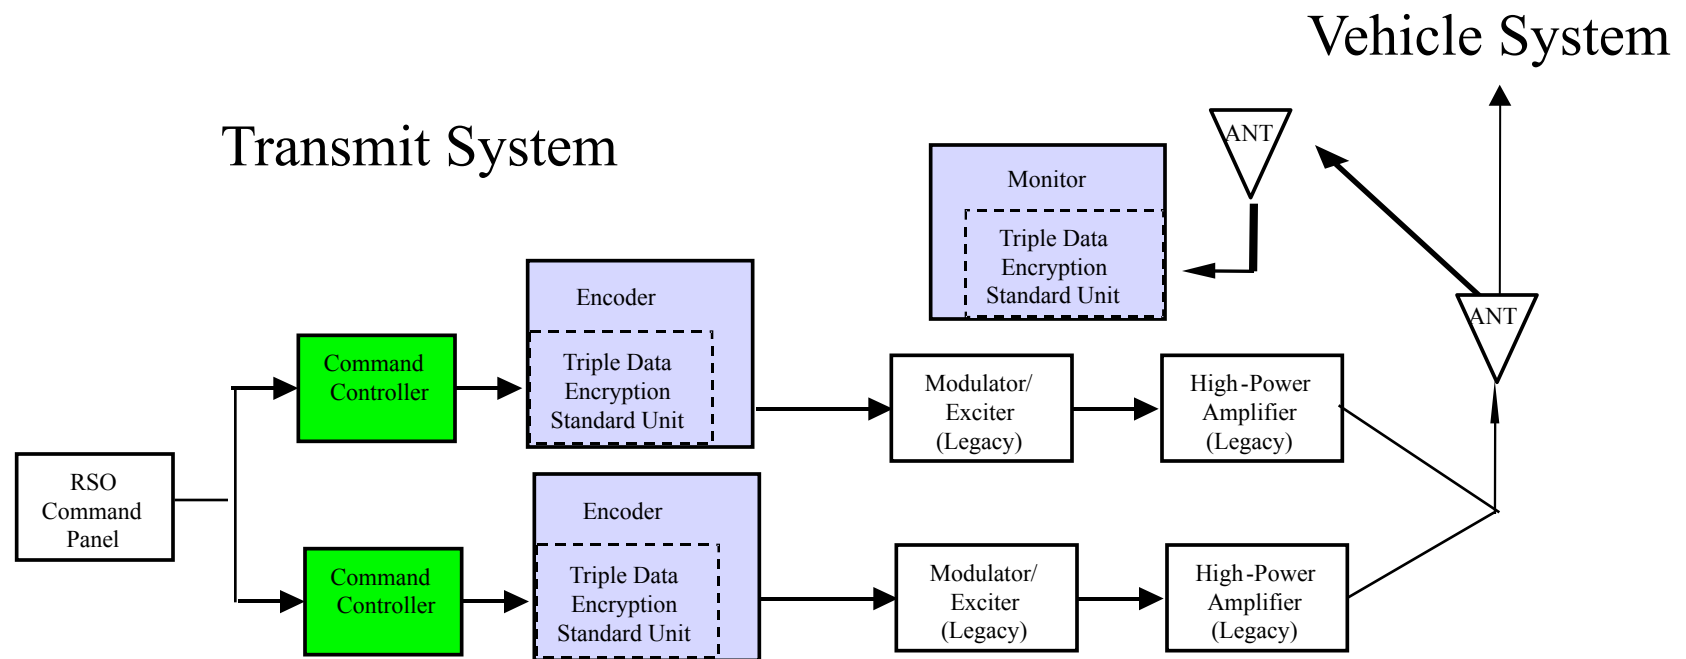 Vehicle System
Transmit System
ANT
Monitor
Triple Data
Encryption
Standard Unit
ANT
Encoder
Triple Data
Encryption
Standard Unit
Command
Controller
Modulator/
Exciter
(Legacy)
High-Power
Amplifier
(Legacy)
RSO
Command
Panel
Encoder
Triple Data
Encryption
Standard Unit
Command
Controller
Modulator/
Exciter
(Legacy)
High-Power
Amplifier
(Legacy)